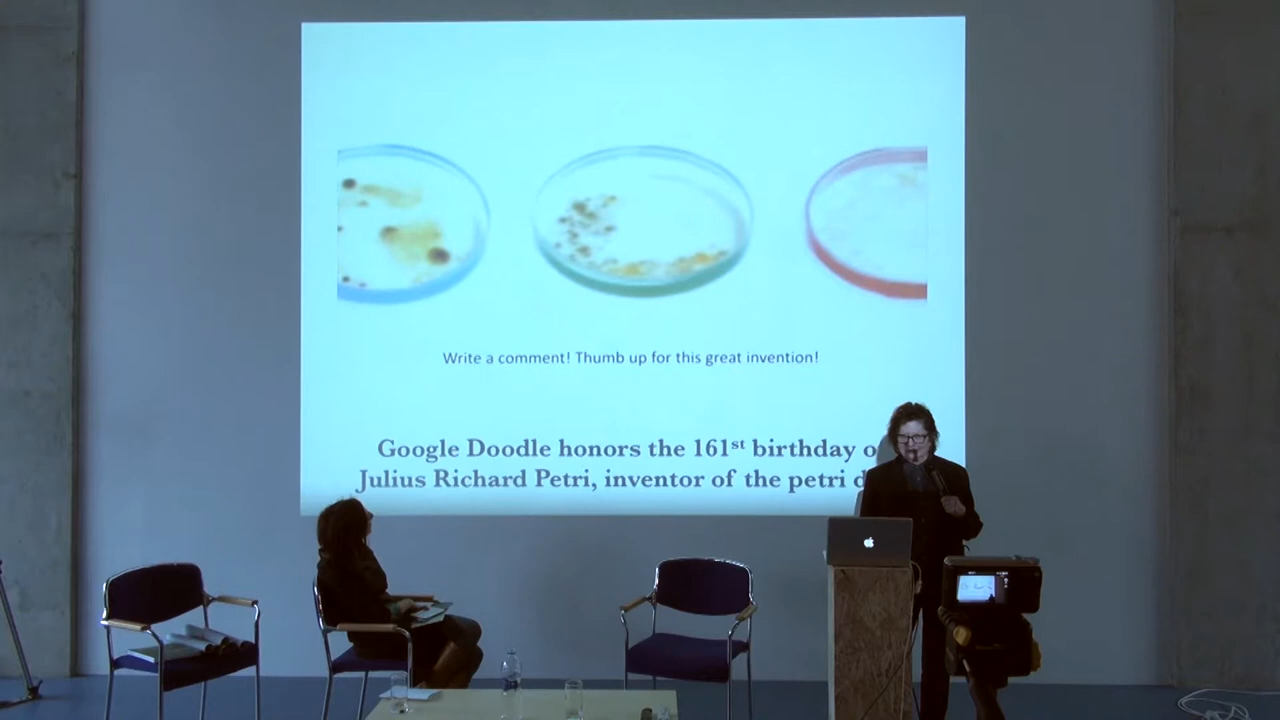 Write a comment! Thumb up for this great invention!
Google Doodle honors the 161st birthday
Julius Richard Petri, inventor of the petri